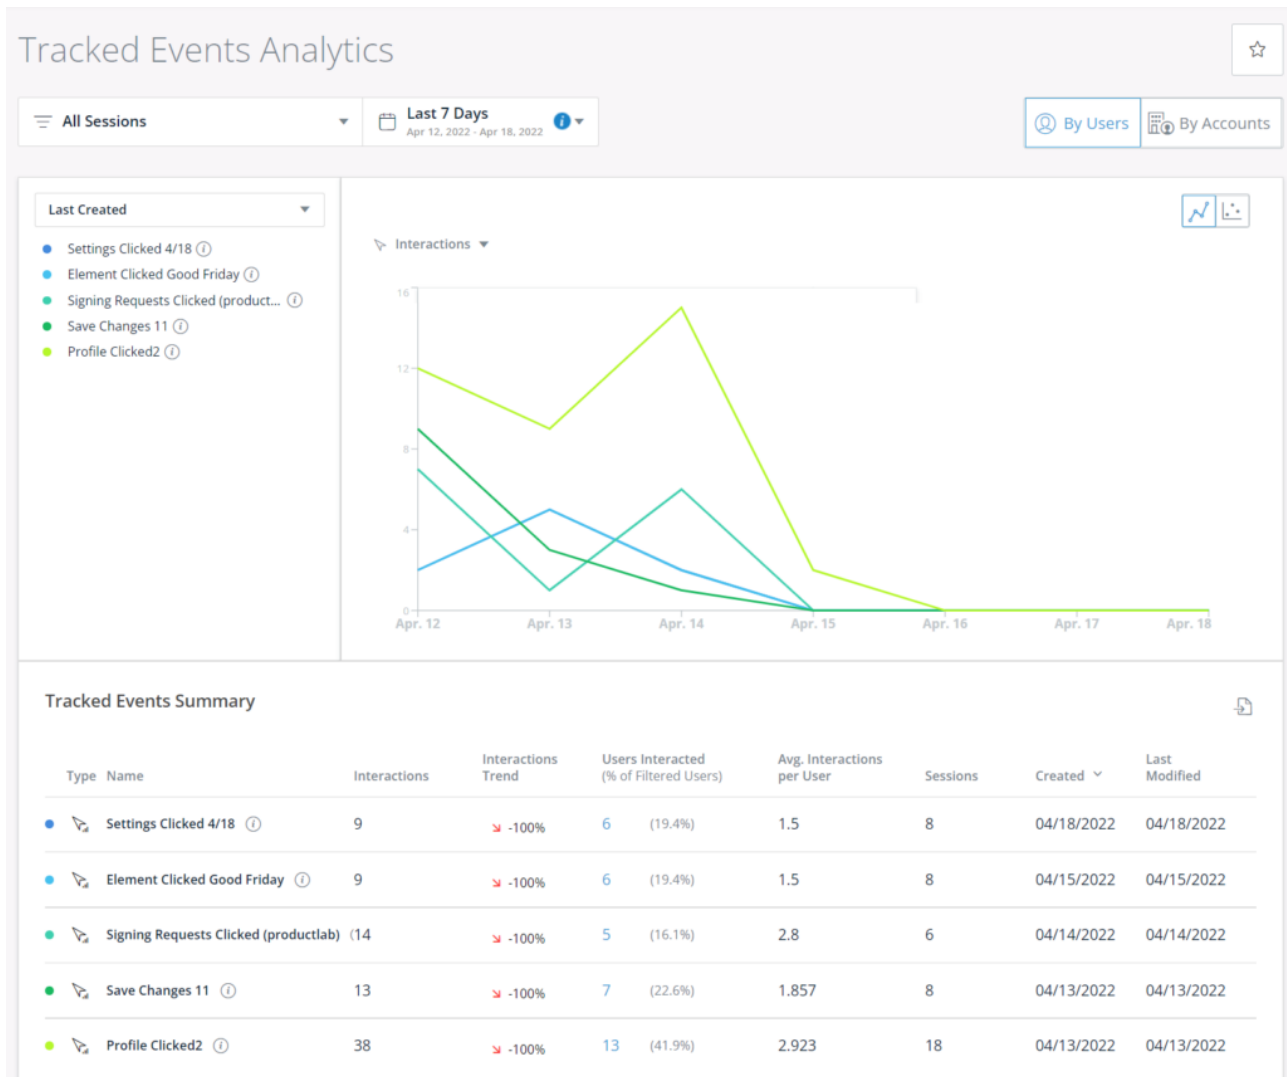 Tracked Events Analytics
All Sessions
Last 7 Days
Apr 12, 2022 - Apr 18, 2022
By Users
By Accounts
Last Created
Settings Clicked 4/18
Element Clicked Good Friday
Signing Requests Clicked (product...
Save Changes 11
Profile Clicked2
Interactions
16
12
8
4
0
Apr. 12 Apr. 13 Apr. 14 Apr. 15 Apr. 16 Apr. 17 Apr. 18
Tracked Events Summary
Type Name Interactions Interactions Trend Users Interacted (% of Filtered Users) Avg. Interactions per User Sessions Created Last Modified
Settings Clicked 4/18 9 -100% 6 (19.4%) 1.5 8 04/18/2022 04/18/2022
Element Clicked Good Friday 9 -100% 6 (19.4%) 1.5 8 04/15/2022 04/15/2022
Signing Requests Clicked (productlab) 14 -100% 5 (16.1%) 2.8 6 04/14/2022 04/14/2022
Save Changes 11 13 -100% 7 (22.6%) 1.857 8 04/13/2022 04/13/2022
Profile Clicked2 38 -100% 13 (41.9%) 2.923 18 04/13/2022 04/13/2022